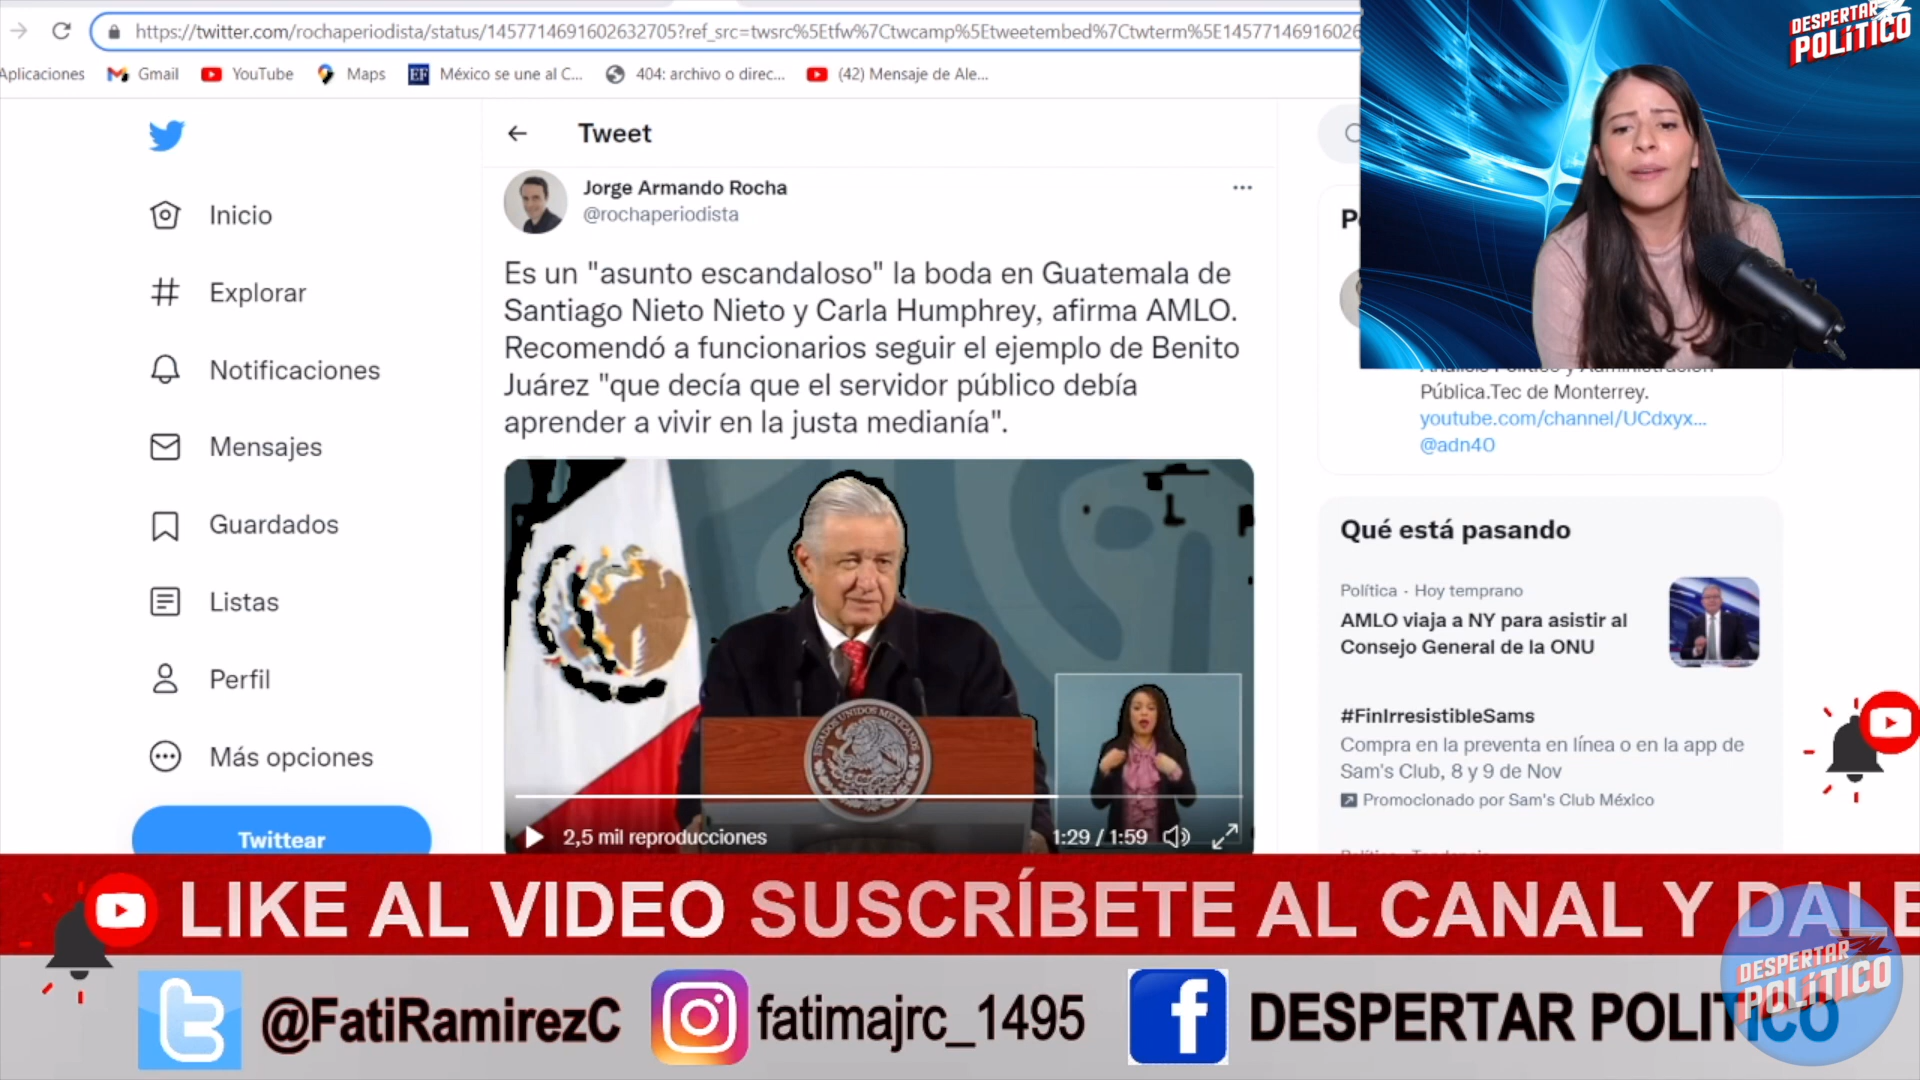 https://twitter.com/rochaperiodista/status/1457714691602632705?ref_src=twsrc%5Etfw%7Ctwcamp%5Etweetembed%7Ctwterm%5E14577146916026
Aplicaciones
Gmail
YouTube
Maps
EF
México se une al C...
404: archivo o direc...
(42) Mensaje de Ale...
DESPERTAR
POLÍTICO
Inicio
Explorar
Notificaciones
Mensajes
Guardados
Listas
Perfil
Más opciones
Twittear
Tweet
Jorge Armando Rocha
@rochaperiodista
Es un "asunto escandaloso" la boda en Guatemala de
Santiago Nieto Nieto y Carla Humphrey, afirma AMLO.
Recomendó a funcionarios seguir el ejemplo de Benito
Juárez "que decía que el servidor público debía
aprender a vivir en la justa medianía".
ESTADOS UNIDOS MEXICANOS
2,5 mil reproducciones
1:29 / 1:59
Pública.Tec de Monterrey.
youtube.com/channel/UCdxyx...
@adn40
Qué está pasando
Política · Hoy temprano
AMLO viaja a NY para asistir al
Consejo General de la ONU
#FinIrresistibleSams
Compra en la preventa en línea o en la app de
Sam's Club, 8 y 9 de Nov
Promocionado por Sam's Club México
LIKE AL VIDEO SUSCRÍBETE AL CANAL Y DALE
@FatiRamirezC
fatimajrc_1495
DESPERTAR POLITICO
DESPERTAR
POLÍTICO